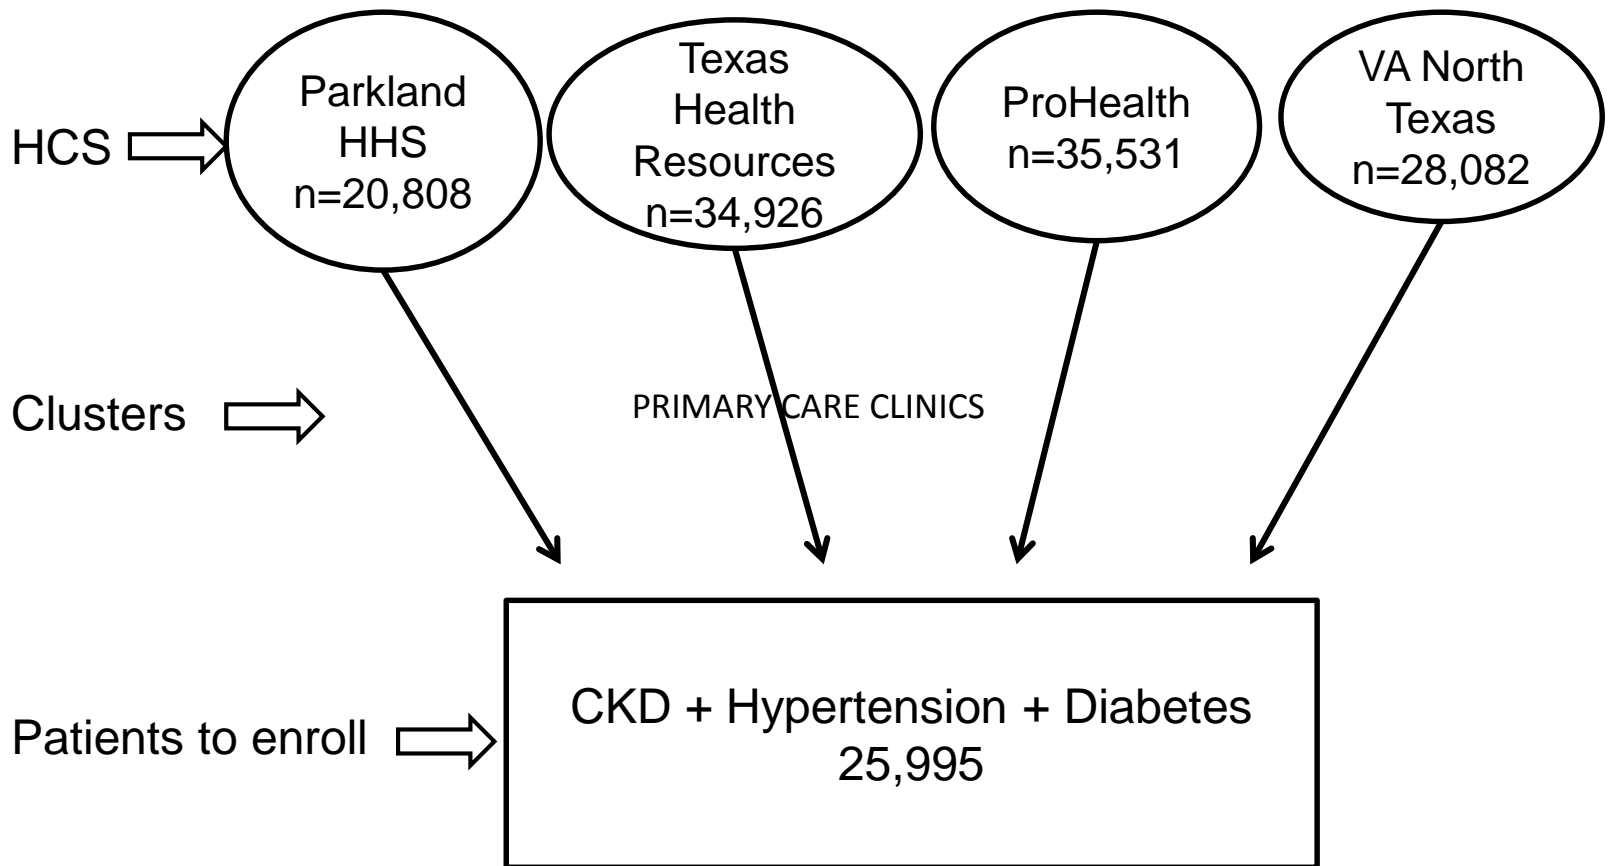 HCS
Parkland
HHS
n=20,808
Texas
Health
Resources
n=34,926
ProHealth
n=35,531
VA North
Texas
n=28,082
Clusters
PRIMARY CARE CLINICS
Patients to enroll
CKD + Hypertension + Diabetes
25,995